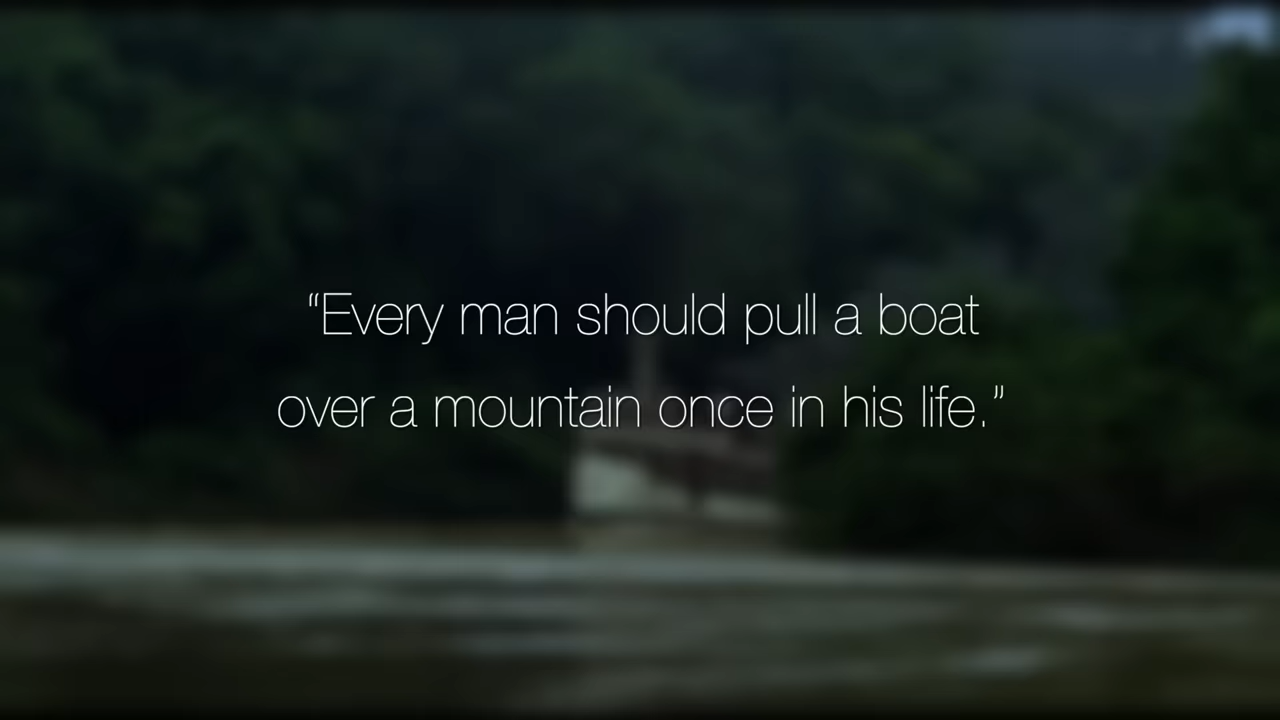 “Every man should pull a boat
over a mountain once in his life.”